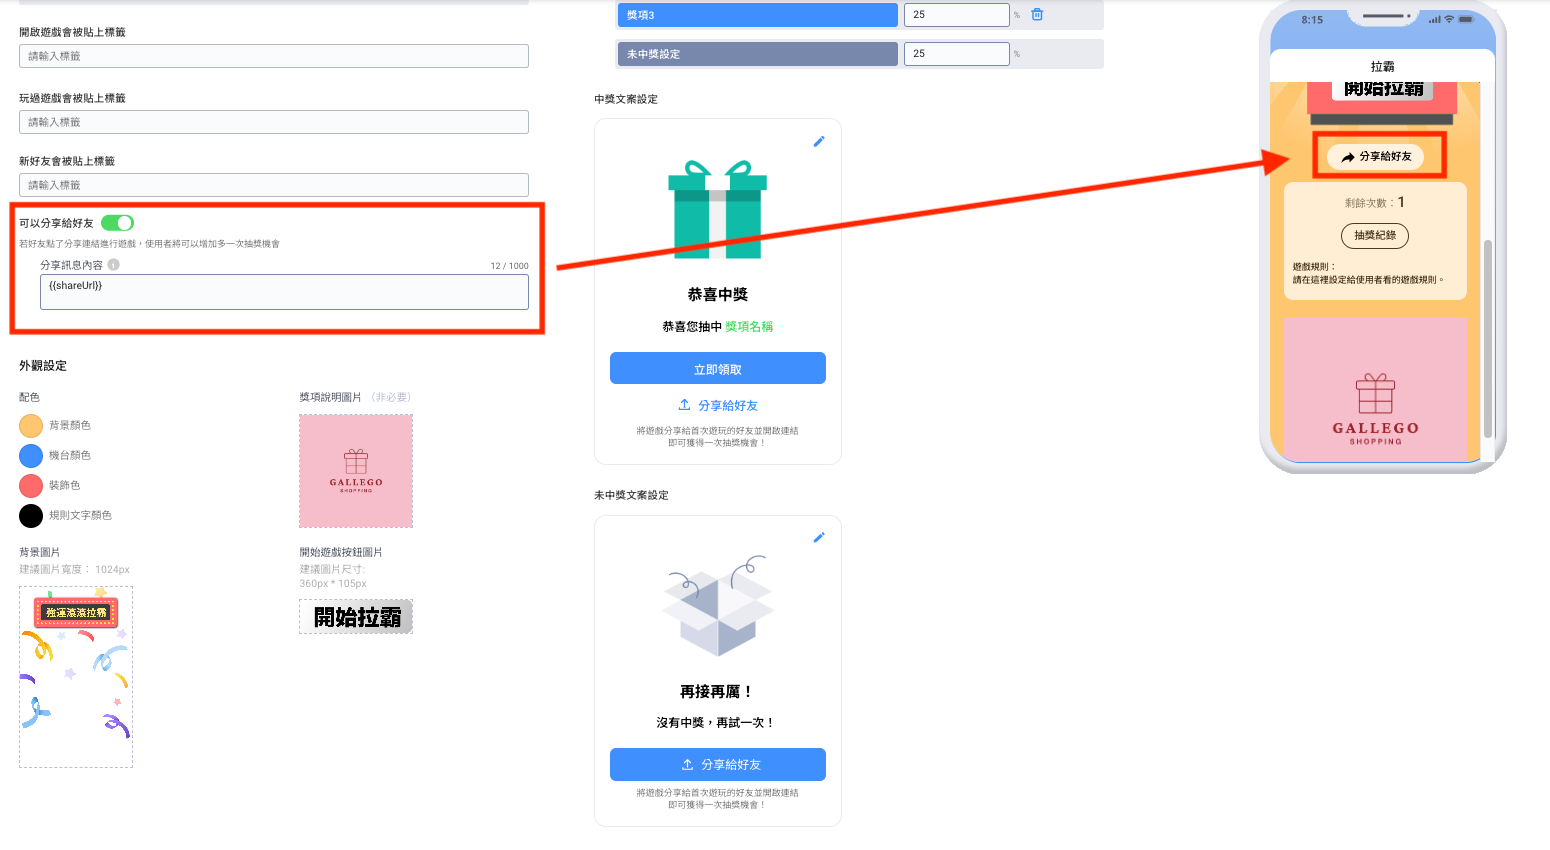 開啟遊戲會被貼上標籤
請輸入標籤
玩過遊戲會被貼上標籤
請輸入標籤
新好友會被貼上標籤
請輸入標籤
可以分享給好友
若好友點了分享連結進行遊戲，使用者將可以增加多一次抽獎機會
分享訊息內容
12 / 1000
{{shareUrl}}
外觀設定
配色
背景顏色
機台顏色
裝飾色
規則文字顏色
獎項說明圖片 （非必要）
GALLEGO
SHOPPING
背景圖片
建議圖片寬度： 1024px
強運滾滾拉霸
開始遊戲按鈕圖片
建議圖片尺寸:
360px * 105px
開始拉霸
獎項3
25
%
未中獎設定
25
%
中獎文案設定
恭喜中獎
恭喜您抽中 獎項名稱
立即領取
分享給好友
將遊戲分享給首次遊玩的好友並開啟連結
即可獲得一次抽獎機會！
未中獎文案設定
再接再厲！
沒有中獎，再試一次！
分享給好友
將遊戲分享給首次遊玩的好友並開啟連結
即可獲得一次抽獎機會！
8:15
拉霸
開始拉霸
分享給好友
剩餘次數：1
抽獎紀錄
遊戲規則：
請在這裡設定給使用者看的遊戲規則。
GALLEGO
SHOPPING